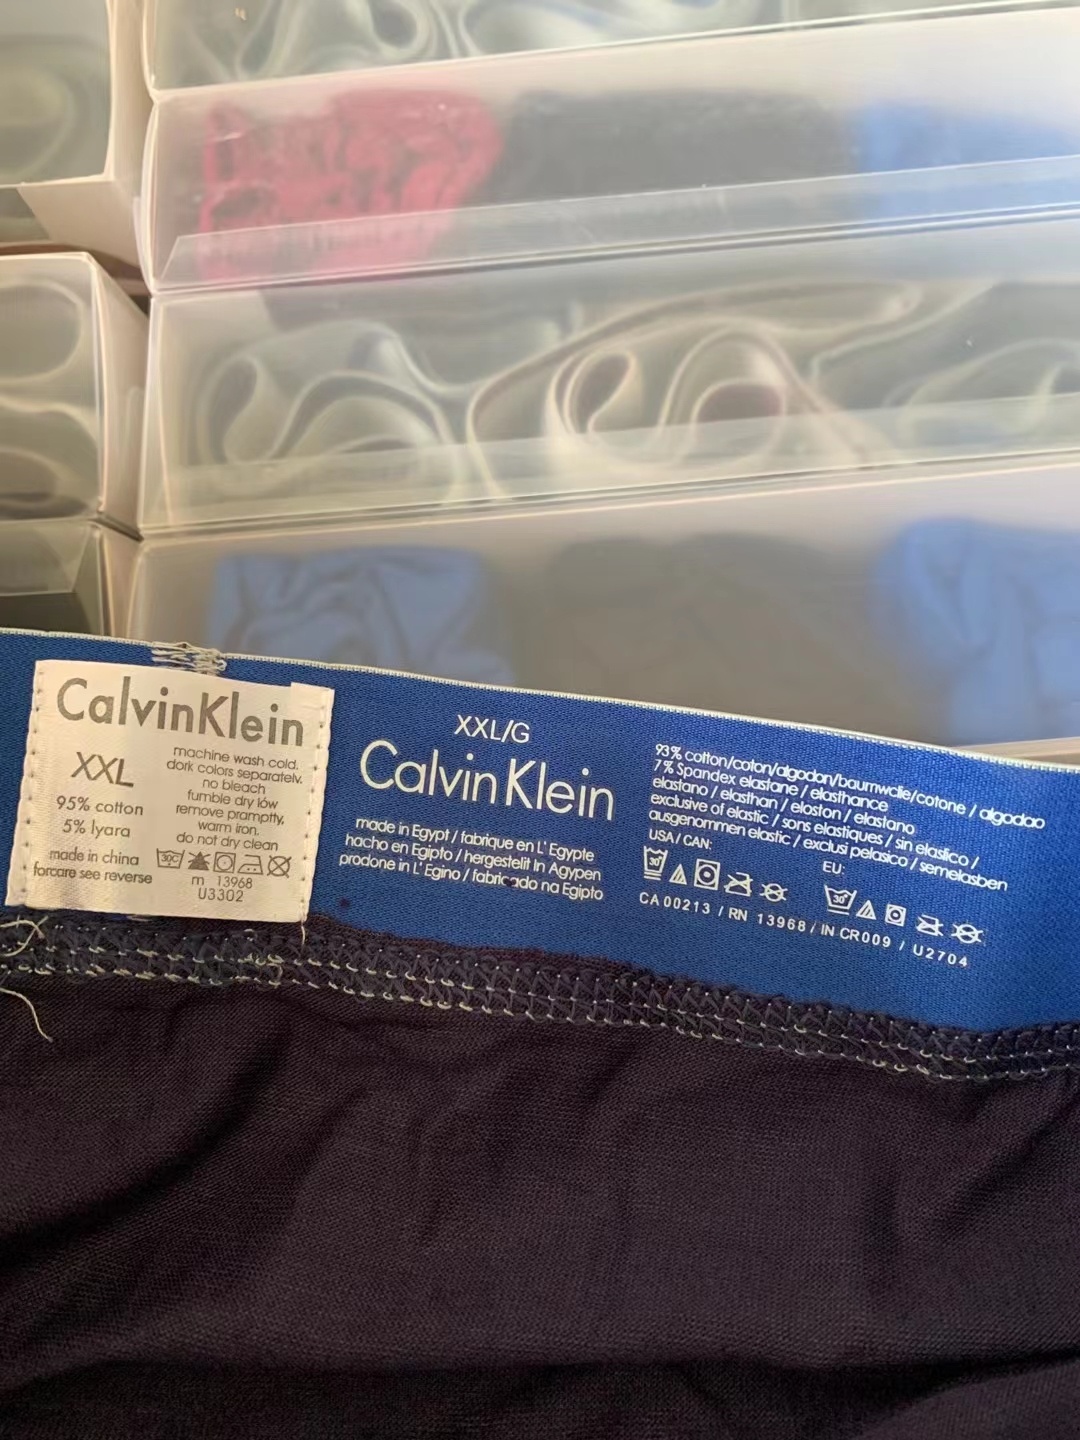 CalvinKlein
XXL
95% cotton
5% lyara
made in china
forcare see reverse
machine wash cold.
dork colors separately.
no bleach
fumble dry low
remove pramptty,
warm iron.
do not dry clean
30C
m 13968
U3302
XXL/G
Calvin Klein
made in Egypt / fabrique en L' Egypte
hacho en Egipto / hergestelit In Agypen
prodone in L' Egino / fabricado na Egipto
93% cotton/coton/algodon/baumwclie/cotone / algodao
7% Spandex elastane / elasthance
elastano / elasthan / eloston / elastano
exclusive of elastic / sons elastiques / sin elastico /
ausgenommen elastic / exclusi pelasico / semelasben
USA / CAN:
30°
EU:
30°
CA 00213 / RN 13968 / IN CR009 / U2704